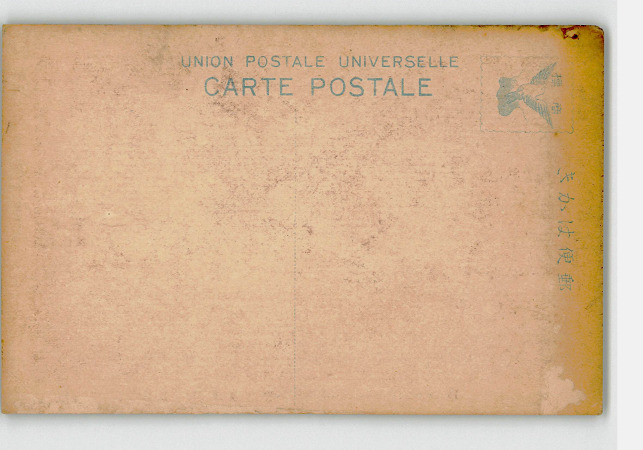 UNION POSTALE UNIVERSELLE
CARTE POSTALE
きかは便郵